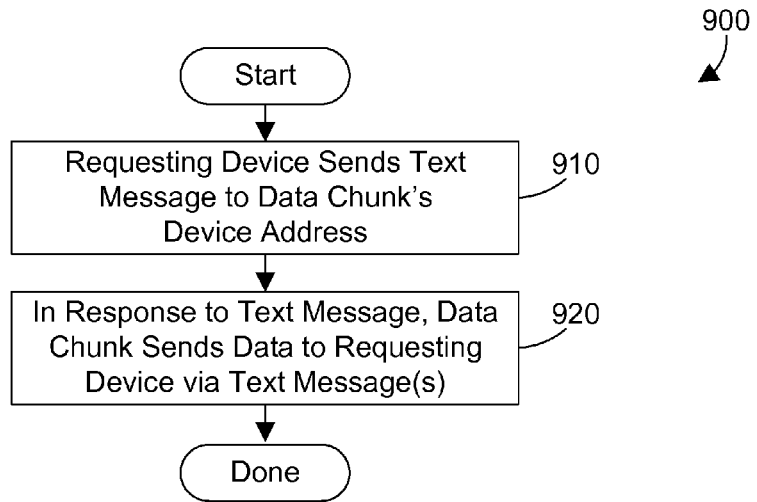 900
Start
Requesting Device Sends Text
Message to Data Chunk's
Device Address
910
In Response to Text Message, Data
Chunk Sends Data to Requesting
Device via Text Message(s)
920
Done